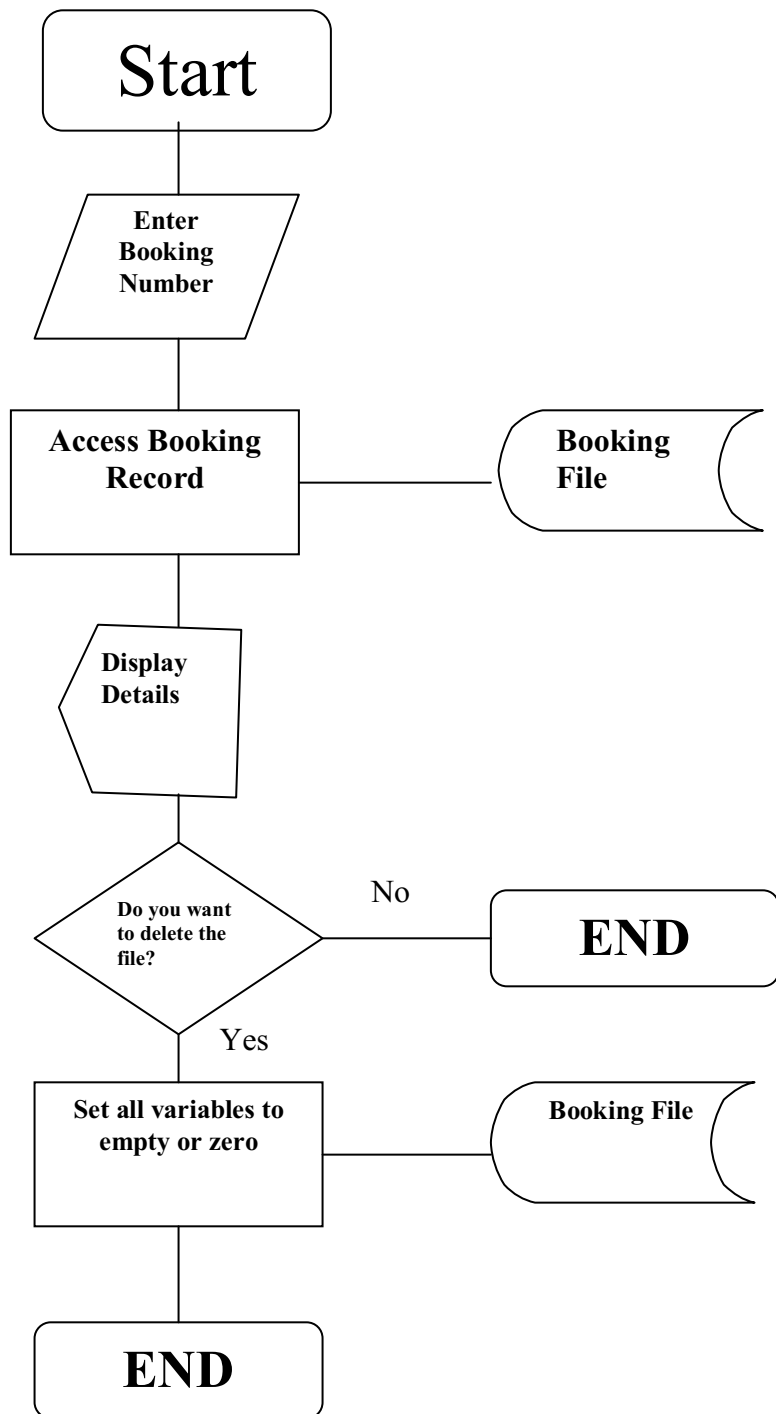 Start
Enter
Booking
Number
Access Booking
Record
Booking
File
Display
Details
Do you want
to delete the
file?
No
END
Yes
Set all variables to
empty or zero
Booking File
END